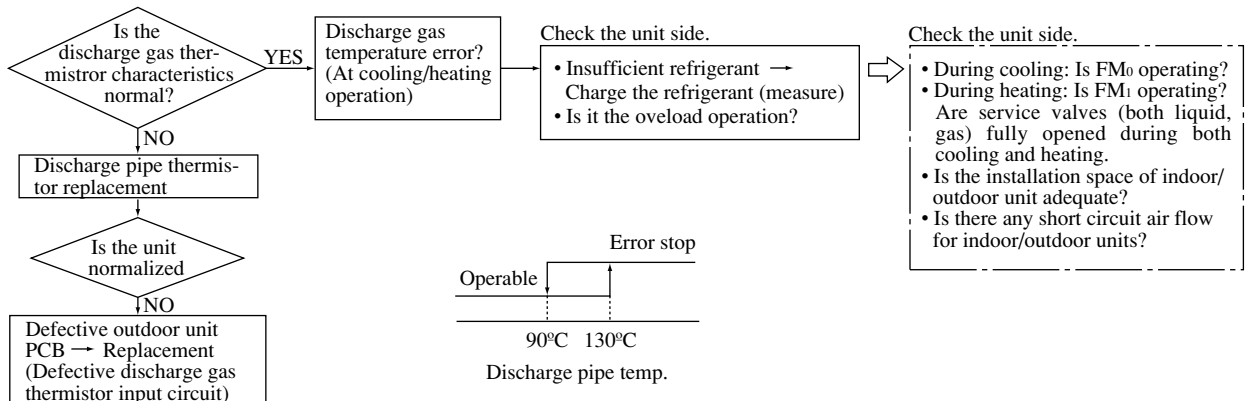 Is the
discharge gas ther-
mistror characteristics
normal?
YES
NO
Discharge gas
temperature error?
(At cooling/heating
operation)
Check the unit side.
• Insufficient refrigerant →
Charge the refrigerant (measure)
• Is it the oveload operation?
Check the unit side.
• During cooling: Is FM0 operating?
• During heating: Is FM1 operating?
Are service valves (both liquid,
gas) fully opened during both
cooling and heating.
• Is the installation space of indoor/
outdoor unit adequate?
• Is there any short circuit air flow
for indoor/outdoor units?
Discharge pipe thermis-
tor replacement
Is the unit
normalized
NO
Defective outdoor unit
PCB → Replacement
(Defective discharge gas
thermistor input circuit)
Error stop
Operable
90ºC 130ºC
Discharge pipe temp.